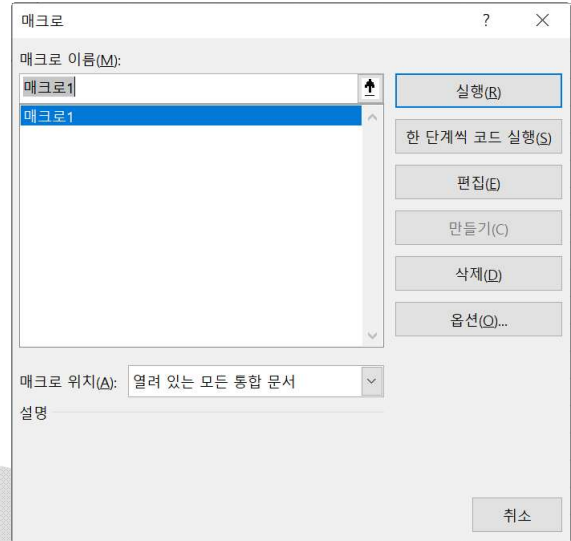 매크로
매크로 이름(M):
매크로1
실행(R)
매크로1
한 단계씩 코드 실행(S)
편집(E)
만들기(C)
삭제(D)
옵션(O)...
매크로 위치(A): 열려 있는 모든 통합 문서
설명
취소